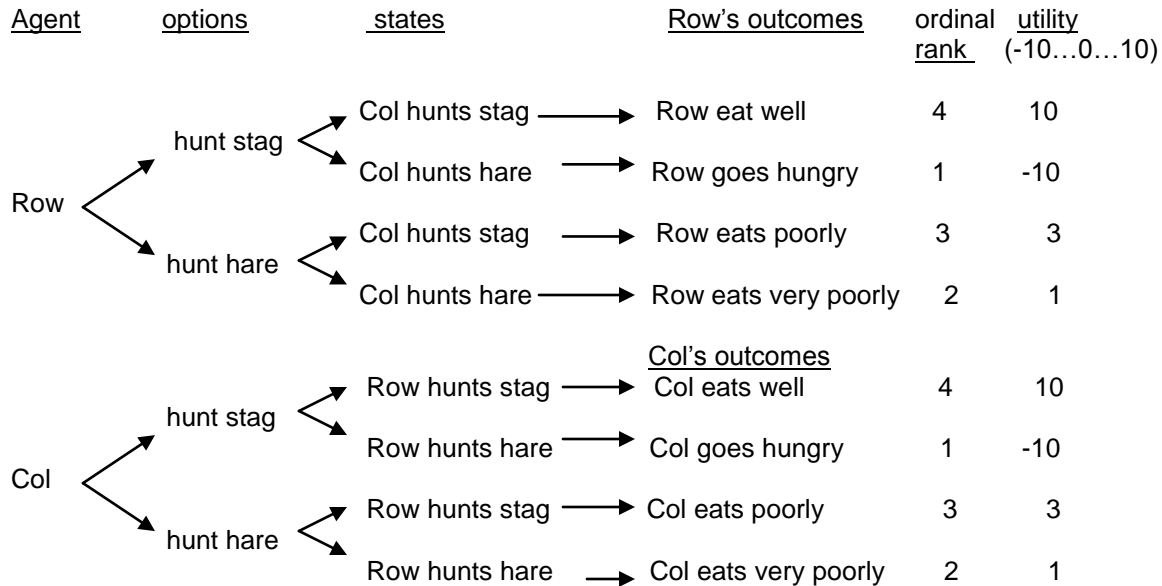 Agent options states Row's outcomes ordinal utility
rank (-10…0…10)
Col hunts stag Row eat well 4 10
hunt stag
Col hunts hare Row goes hungry 1 -10
Row
Col hunts stag Row eats poorly 3 3
hunt hare
Col hunts hare Row eats very poorly 2 1
Col's outcomes
Row hunts stag Col eats well 4 10
hunt stag
Row hunts hare Col goes hungry 1 -10
Col
Row hunts stag Col eats poorly 3 3
hunt hare
Row hunts hare Col eats very poorly 2 1